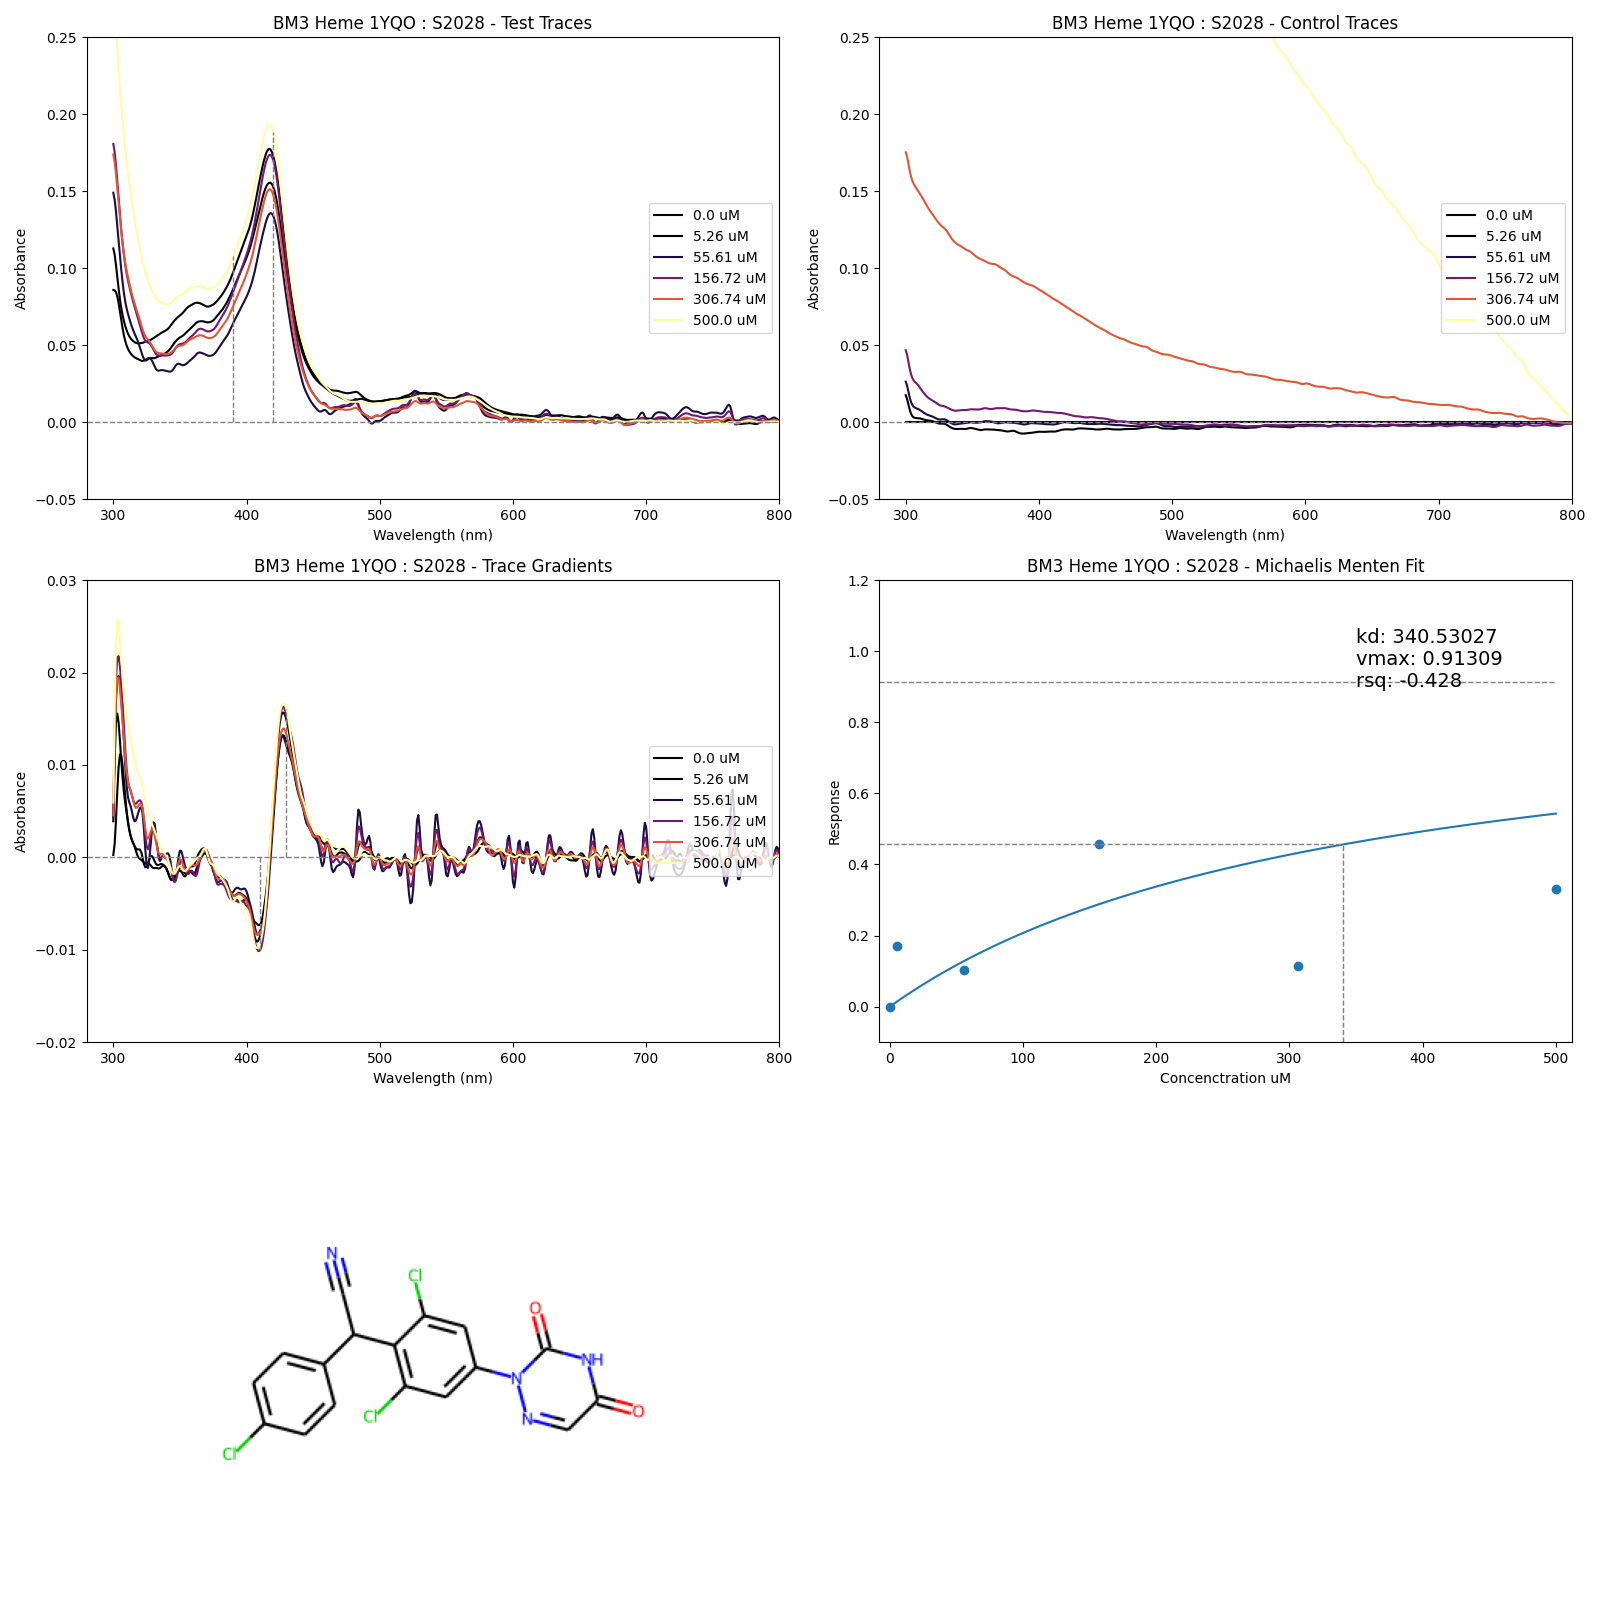 BM3 Heme 1YQO : S2028 - Test Traces
0.25
0.20
0.15
0.10
0.05
0.00
−0.05
Absorbance
300 400 500 600 700 800
Wavelength (nm)
0.0 uM
5.26 uM
55.61 uM
156.72 uM
306.74 uM
500.0 uM
BM3 Heme 1YQO : S2028 - Control Traces
0.25
0.20
0.15
0.10
0.05
0.00
−0.05
Absorbance
300 400 500 600 700 800
Wavelength (nm)
0.0 uM
5.26 uM
55.61 uM
156.72 uM
306.74 uM
500.0 uM
BM3 Heme 1YQO : S2028 - Trace Gradients
0.03
0.02
0.01
0.00
−0.01
−0.02
Absorbance
300 400 500 600 700 800
Wavelength (nm)
0.0 uM
5.26 uM
55.61 uM
156.72 uM
306.74 uM
500.0 uM
BM3 Heme 1YQO : S2028 - Michaelis Menten Fit
1.2
1.0
0.8
0.6
0.4
0.2
0.0
Response
0 100 200 300 400 500
Concenctration uM
kd: 340.53027
vmax: 0.91309
rsq: -0.428
N
Cl
O
NH
N
O
Cl
N
Cl